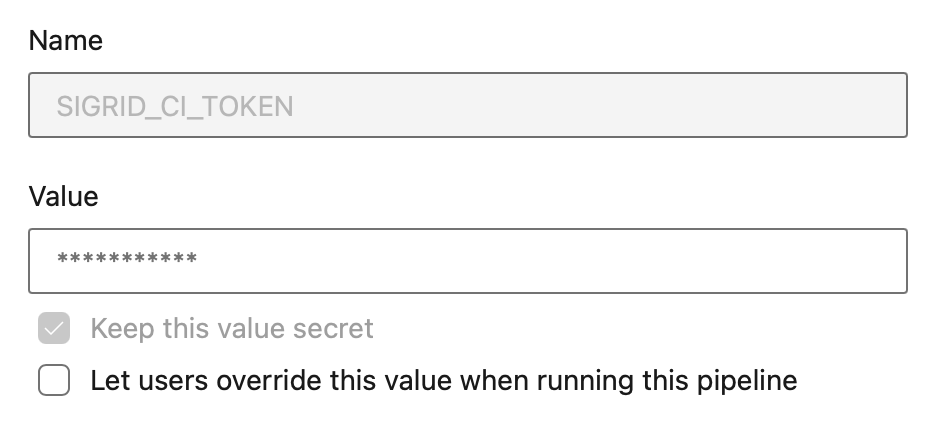 Name
SIGRID_CI_TOKEN
Value
***********
Keep this value secret
Let users override this value when running this pipeline